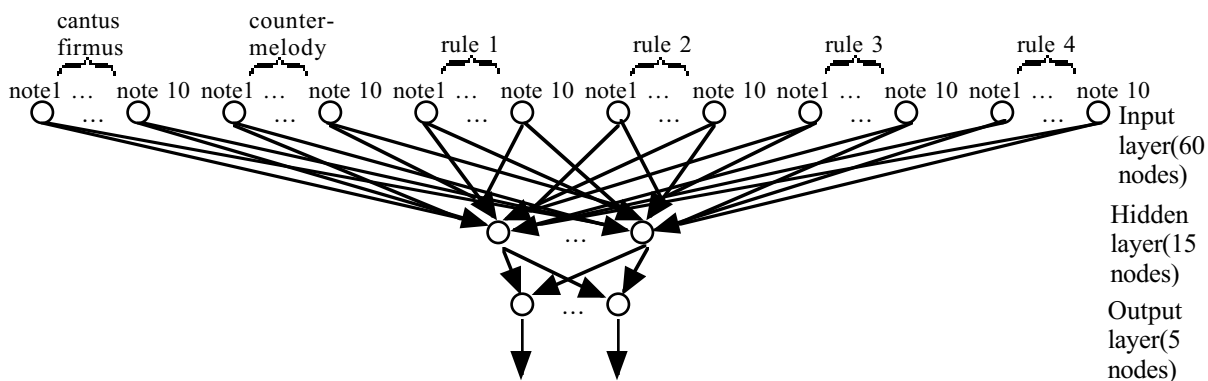 cantus counter-
firmus melody rule 1 rule 2 rule 3 rule 4
note1 … note 10 note1 … note 10 note1 … note 10 note1 … note 10 note1 … note 10 note1 … note 10
… … … … … … Input
layer(60
nodes)
… Hidden
layer(15
nodes)
… Output
layer(5
nodes)